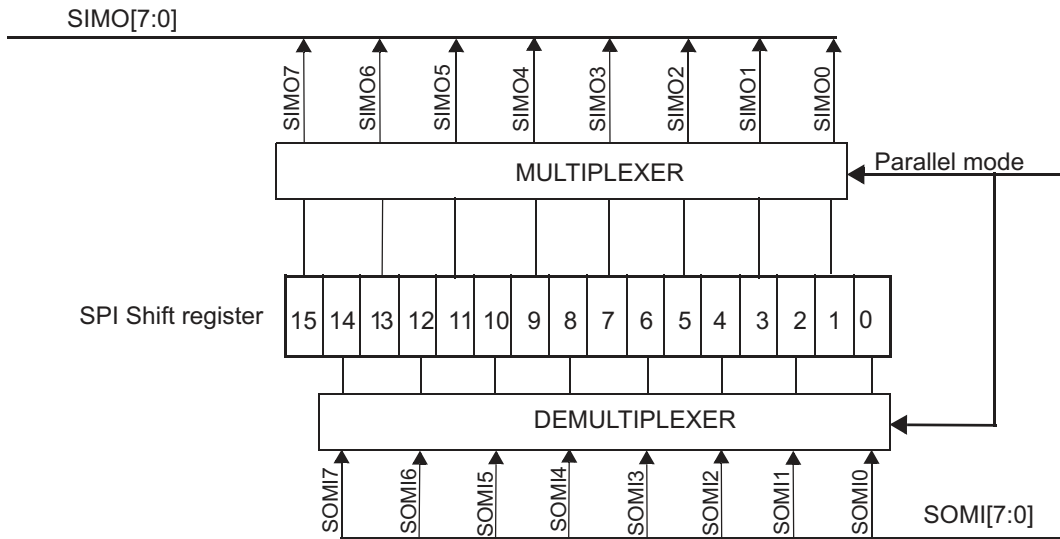 SIMO[7:0]
SIMO7
SIMO6
SIMO5
SIMO4
SIMO3
SIMO2
SIMO1
SIMO0
MULTIPLEXER
Parallel mode
SPI Shift register
15 14 13 12 11 10 9 8 7 6 5 4 3 2 1 0
DEMULTIPLEXER
SOMI7
SOMI6
SOMI5
SOMI4
SOMI3
SOMI2
SOMI1
SOMI0
SOMI[7:0]